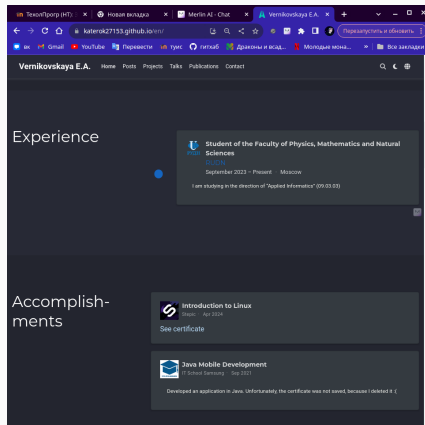 ТехолПрогр (НТ):
Новая вкладка
Merlin AI - Chat
Vernikovskaya E.A.
katerok27153.github.io/en/
Перезапустить и обновить
вк
Gmail
YouTube
Перевести
туис
гитхаб
Драконы и всад...
Молодые мона...
Все закладки
Vernikovskaya E.A. Home Posts Projects Talks Publications Contact
Experience
Student of the Faculty of Physics, Mathematics and Natural
Sciences
RUDN
September 2023 – Present · Moscow
I am studying in the direction of "Applied Informatics" (09.03.03)
Accomplish-
ments
Introduction to Linux
Stepic · Apr 2024
See certificate
Java Mobile Development
IT School Samsung · Sep 2021
Developed an application in Java. Unfortunately, the certificate was not saved, because I deleted it :(